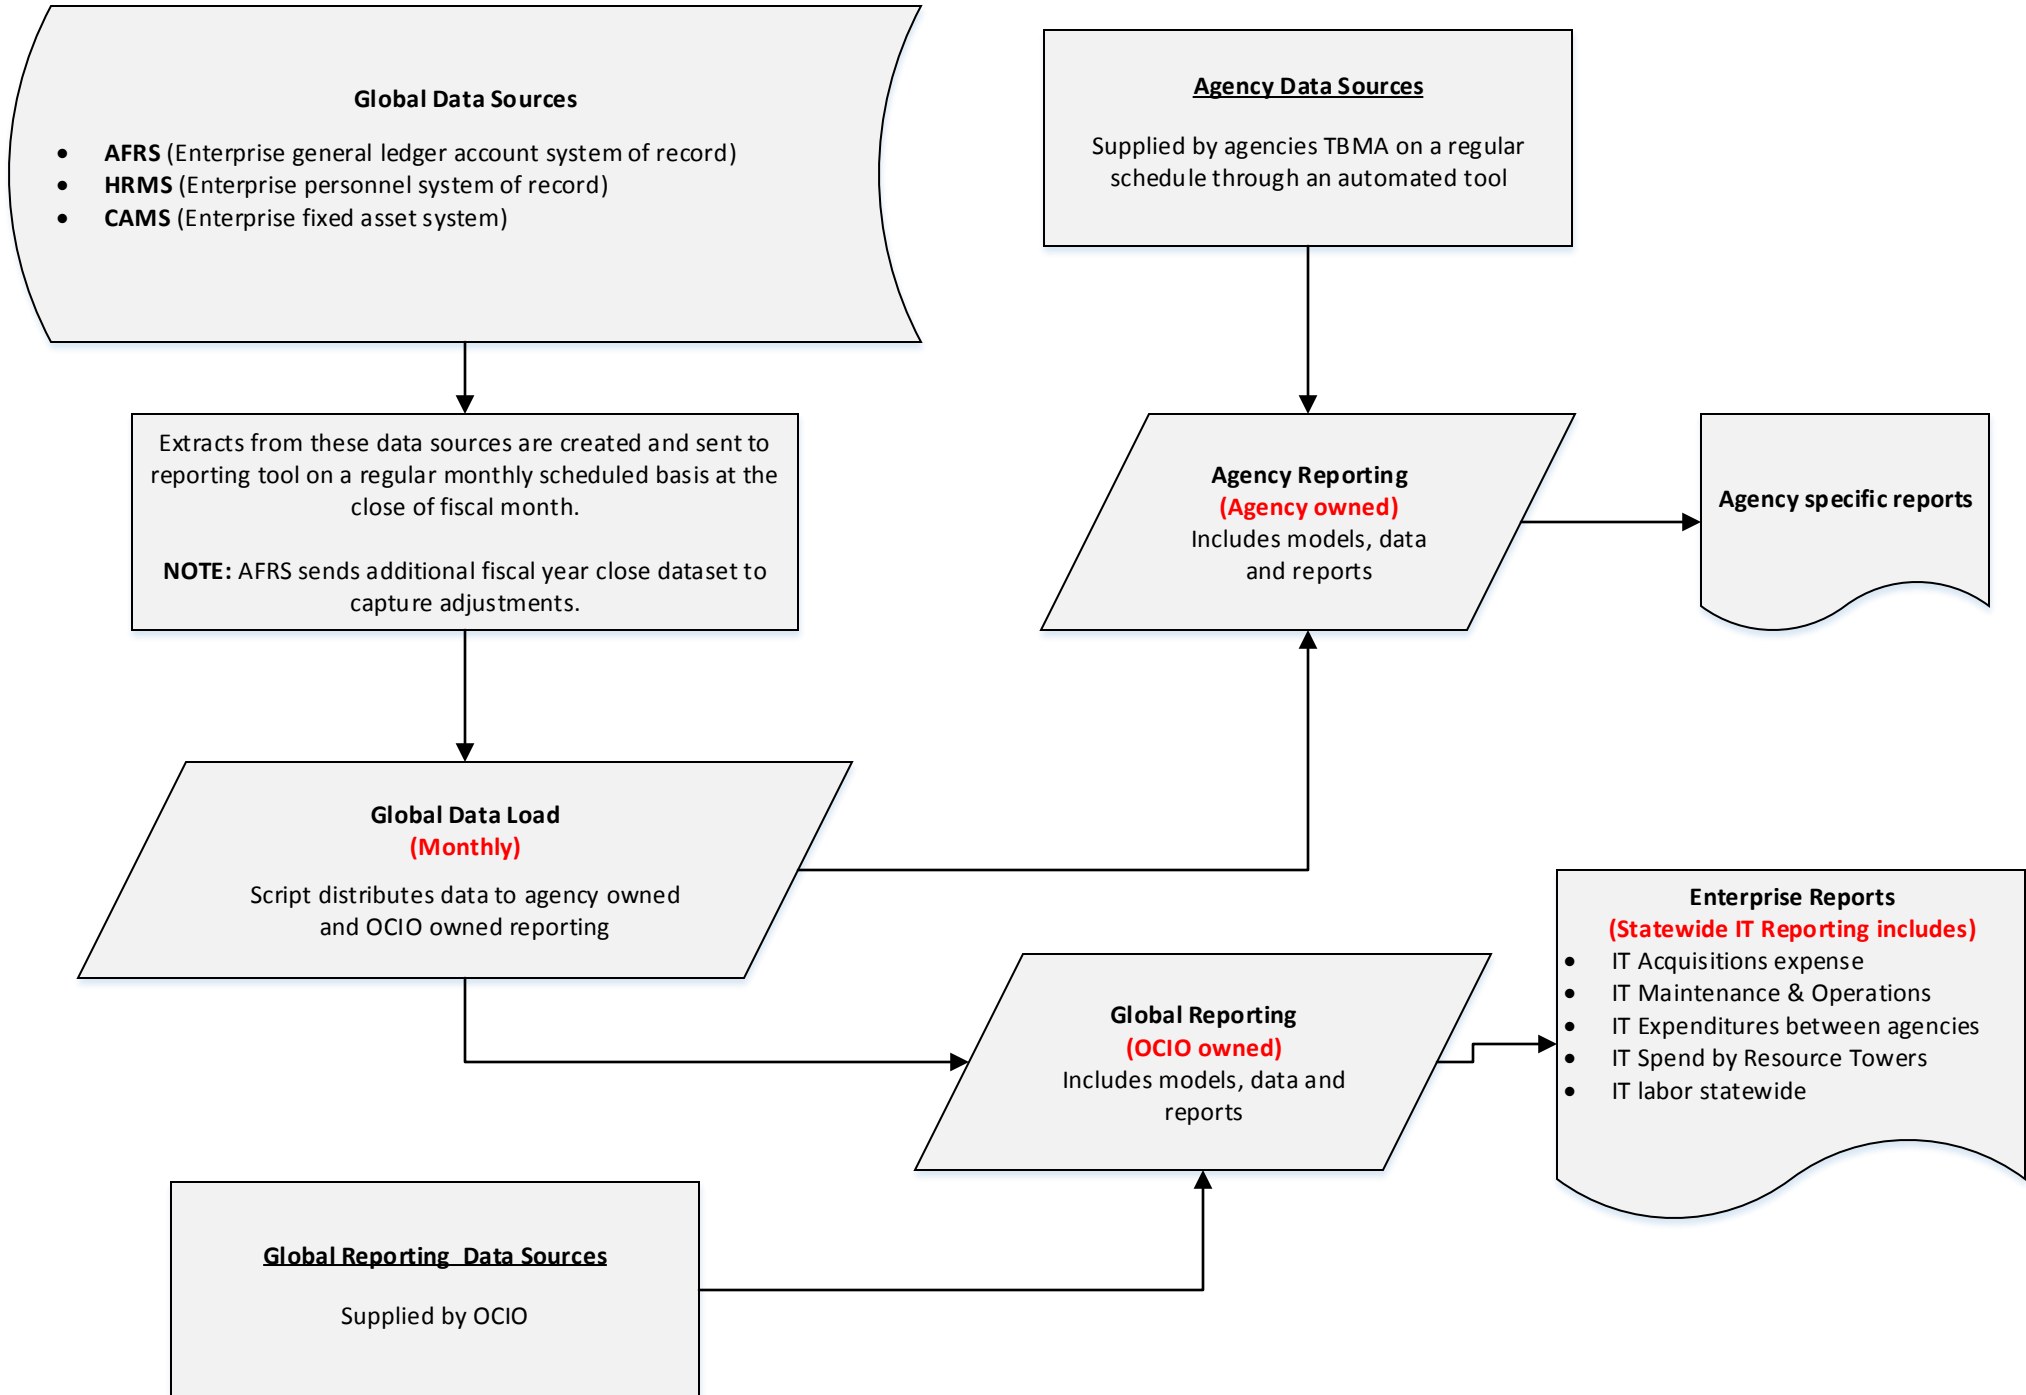 Global Data Sources
• AFRS (Enterprise general ledger account system of record)
• HRMS (Enterprise personnel system of record)
• CAMS (Enterprise fixed asset system)
Agency Data Sources
Supplied by agencies TBMA on a regular
schedule through an automated tool
Extracts from these data sources are created and sent to
reporting tool on a regular monthly scheduled basis at the
close of fiscal month.
NOTE: AFRS sends additional fiscal year close dataset to
capture adjustments.
Agency Reporting
(Agency owned)
Includes models, data
and reports
Agency specific reports
Global Data Load
(Monthly)
Script distributes data to agency owned
and OCIO owned reporting
Global Reporting
(OCIO owned)
Includes models, data and
reports
Enterprise Reports
(Statewide IT Reporting includes)
• IT Acquisitions expense
• IT Maintenance & Operations
• IT Expenditures between agencies
• IT Spend by Resource Towers
• IT labor statewide
Global Reporting  Data Sources
Supplied by OCIO